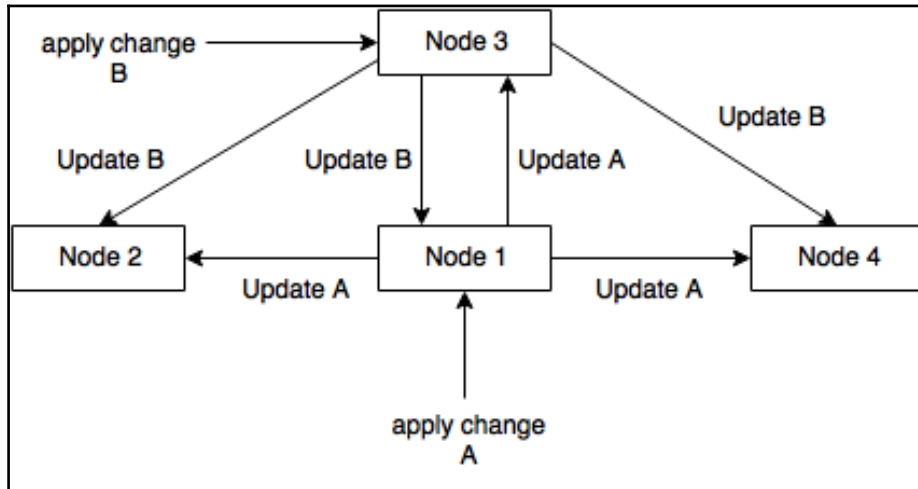 apply change
B
Node 3
Update B
Update B
Update B
Update A
Node 2
Node 1
Node 4
Update A
Update A
apply change
A